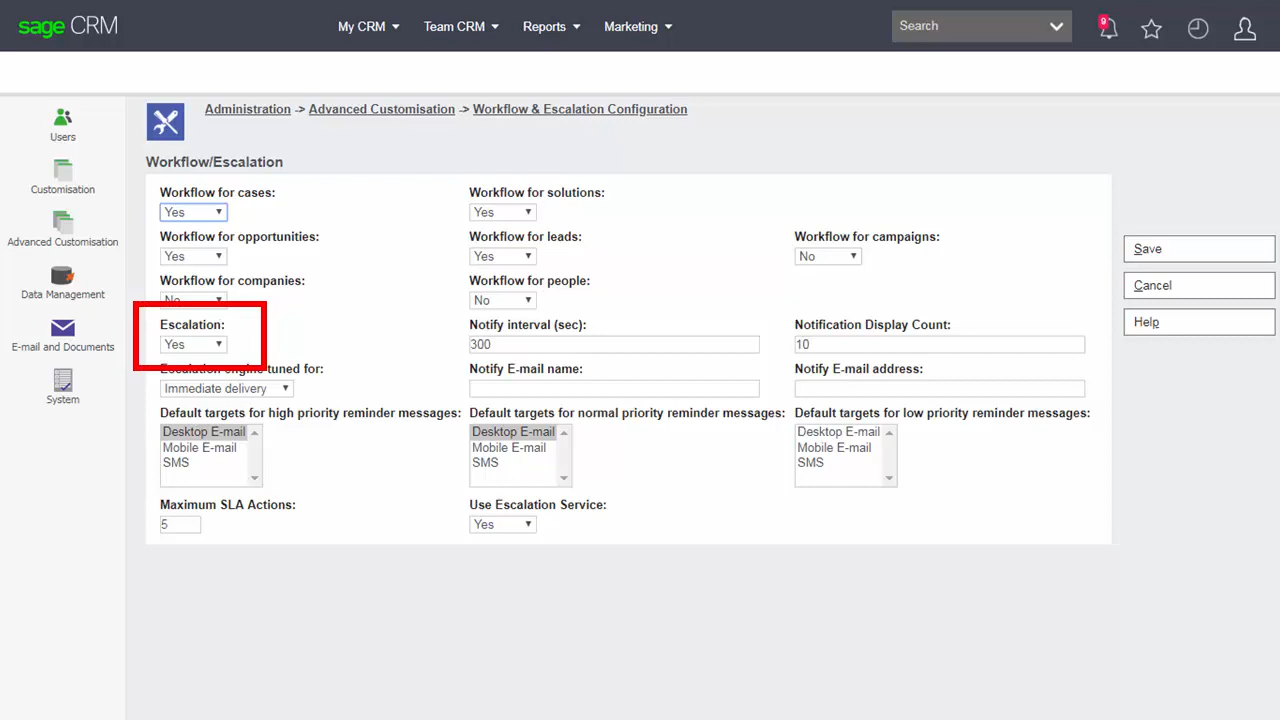 sage CRM
My CRM Team CRM Reports Marketing
Search
9
Administration -> Advanced Customisation -> Workflow & Escalation Configuration
Users
Customisation
Advanced Customisation
Data Management
E-mail and Documents
System
Workflow/Escalation
Workflow for cases: Workflow for solutions:
Yes Yes
Workflow for opportunities: Workflow for leads: Workflow for campaigns:
Yes Yes No
Workflow for companies: Workflow for people:
No No
Escalation: Notify interval (sec): Notification Display Count:
Yes 300 10
Escalation engine tuned for: Notify E-mail name: Notify E-mail address:
Immediate delivery
Default targets for high priority reminder messages: Default targets for normal priority reminder messages: Default targets for low priority reminder messages:
Desktop E-mail Desktop E-mail Desktop E-mail
Mobile E-mail Mobile E-mail Mobile E-mail
SMS SMS SMS
Maximum SLA Actions: Use Escalation Service:
5 Yes
Save
Cancel
Help